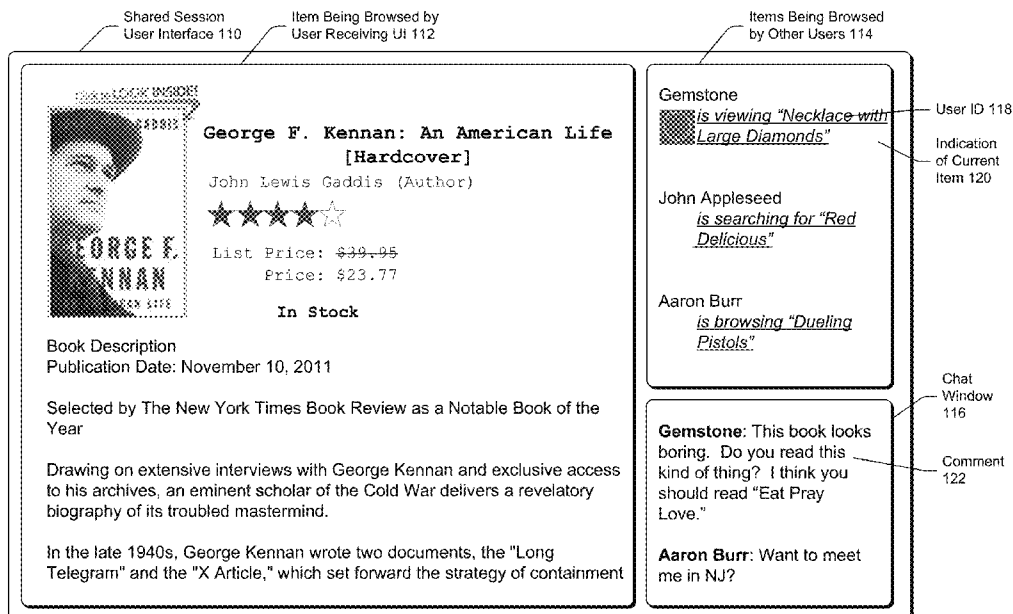 Shared Session
User Interface 110
Item Being Browsed by
User Receiving UI 112
Items Being Browsed
by Other Users 114
LOOK INSIDE!
GADDIS
GEORGE F.
KENNAN
LIFE
George F. Kennan: An American Life
[Hardcover]
John Lewis Gaddis (Author)
List Price: $39.95
Price: $23.77
In Stock
Book Description
Publication Date: November 10, 2011
Selected by The New York Times Book Review as a Notable Book of the
Year
Drawing on extensive interviews with George Kennan and exclusive access
to his archives, an eminent scholar of the Cold War delivers a revelatory
biography of its troubled mastermind.
In the late 1940s, George Kennan wrote two documents, the "Long
Telegram" and the "X Article," which set forward the strategy of containment
Gemstone
is viewing “Necklace with
Large Diamonds”
John Appleseed
is searching for “Red
Delicious”
Aaron Burr
is browsing “Dueling
Pistols”
User ID 118
Indication
of Current
Item 120
Gemstone: This book looks
boring. Do you read this
kind of thing? I think you
should read “Eat Pray
Love.”
Aaron Burr: Want to meet
me in NJ?
Chat
Window
116
Comment
122